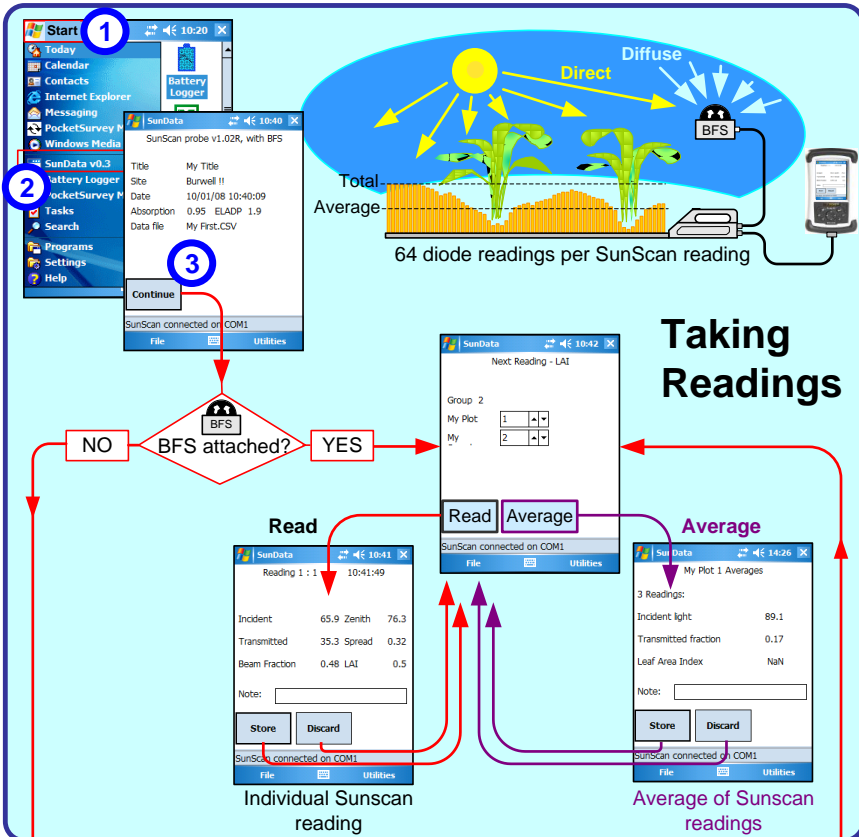 Start
1
10:20
Today
Calendar
Contacts
Internet Explorer
Messaging
PocketSurvey M
Windows Media
SunData v0.3
2
Battery Logger
PocketSurvey M
Tasks
Search
Programs
Settings
Help
Battery
Logger
SunData 10:40
SunScan probe v1.02R, with BFS
Title My Title
Site Burwell !!
Date 10/01/08 10:40:09
Absorption 0.95 ELADP 1.9
Data file My First.CSV
3
Continue
SunScan connected on COM1
File Utilities
Diffuse
Direct
BFS
Total
Average
64 diode readings per SunScan reading
Taking
Readings
BFS
BFS attached?
NO
YES
SunData 10:42
Next Reading - LAI
Group 2
My Plot 1
My 2
Read Average
SunScan connected on COM1
File Utilities
Read
SunData 10:41
Reading 1 : 1 10:41:49
Incident 65.9 Zenith 76.3
Transmitted 35.3 Spread 0.32
Beam Fraction 0.48 LAI 0.5
Note:
Store Discard
SunScan connected on COM1
File Utilities
Individual Sunscan
reading
Average
SunData 14:26
My Plot 1 Averages
3 Readings:
Incident light 89.1
Transmitted fraction 0.17
Leaf Area Index NaN
Note:
Store Discard
SunScan connected on COM1
File Utilities
Average of Sunscan
readings